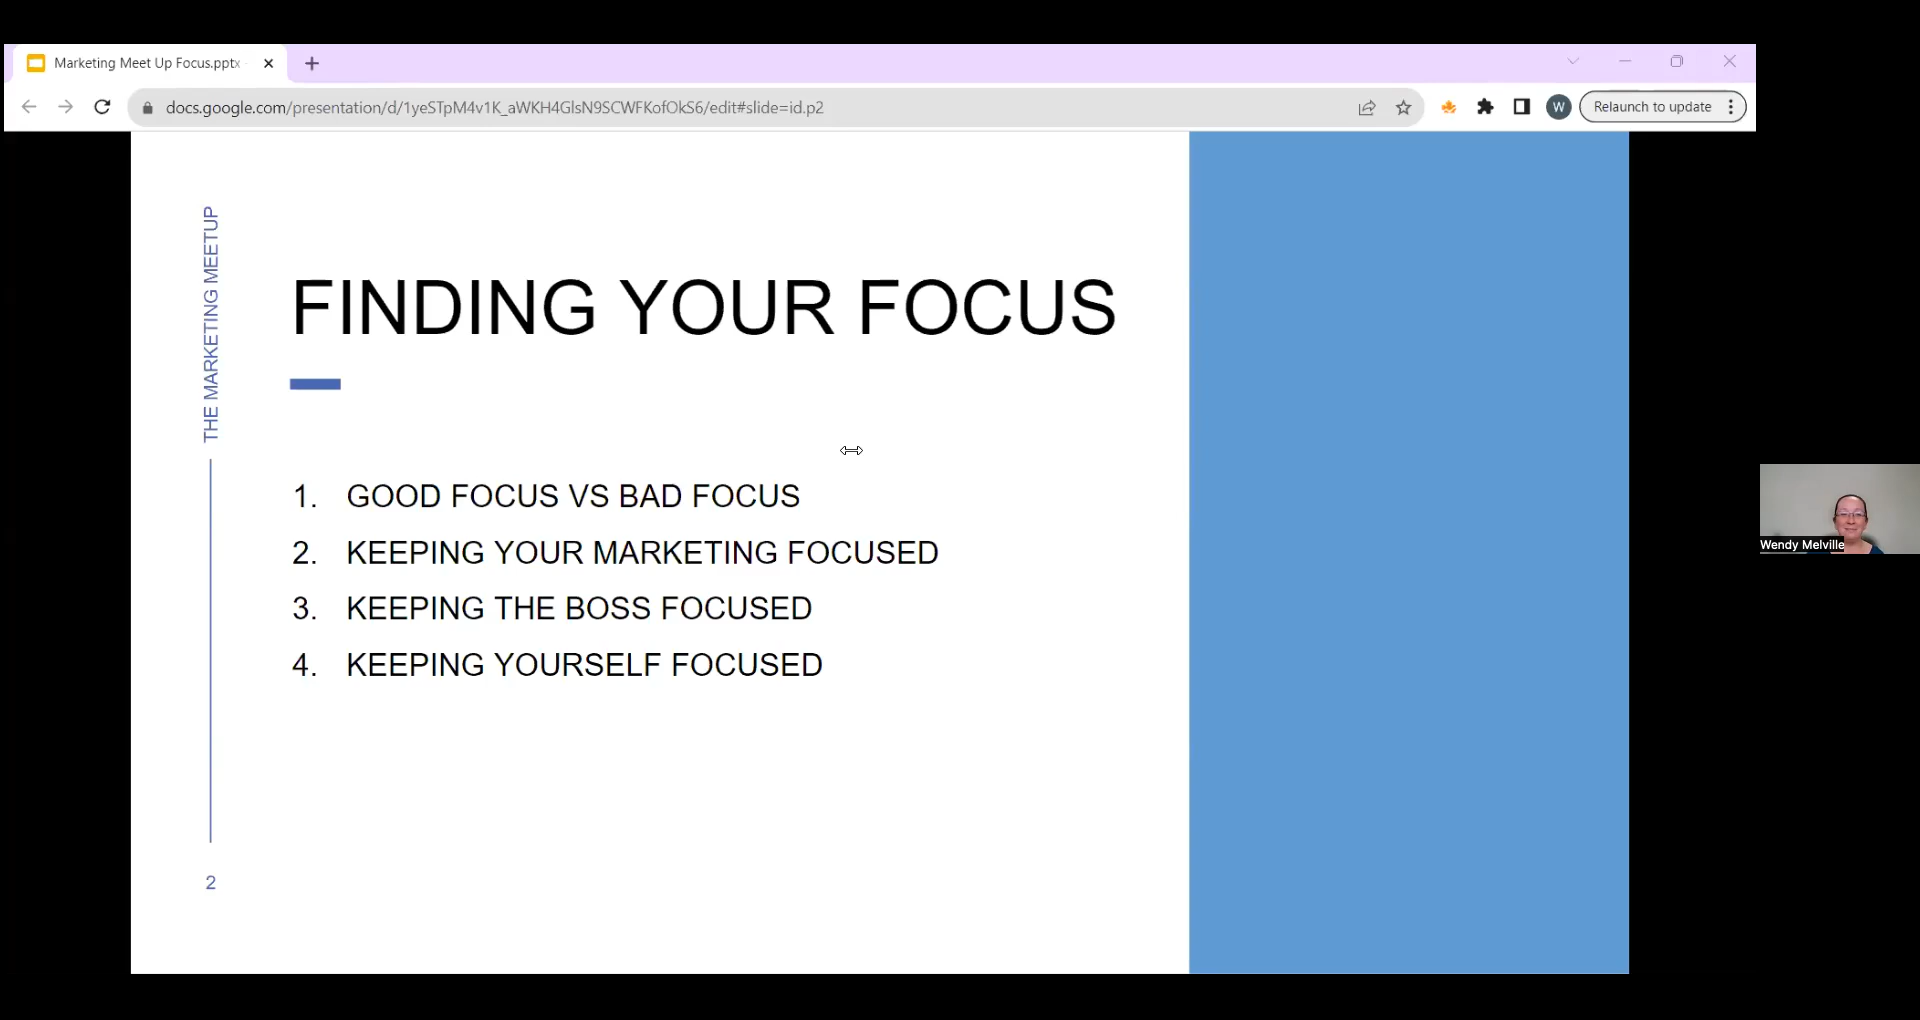 Marketing Meet Up Focus.pptx
docs.google.com/presentation/d/1yeSTpM4v1K_aWKH4GlsN9SCWFKofOkS6/edit#slide=id.p2
W
Relaunch to update
THE MARKETING MEETUP
FINDING YOUR FOCUS
1. GOOD FOCUS VS BAD FOCUS
2. KEEPING YOUR MARKETING FOCUSED
3. KEEPING THE BOSS FOCUSED
4. KEEPING YOURSELF FOCUSED
2
Wendy Melville